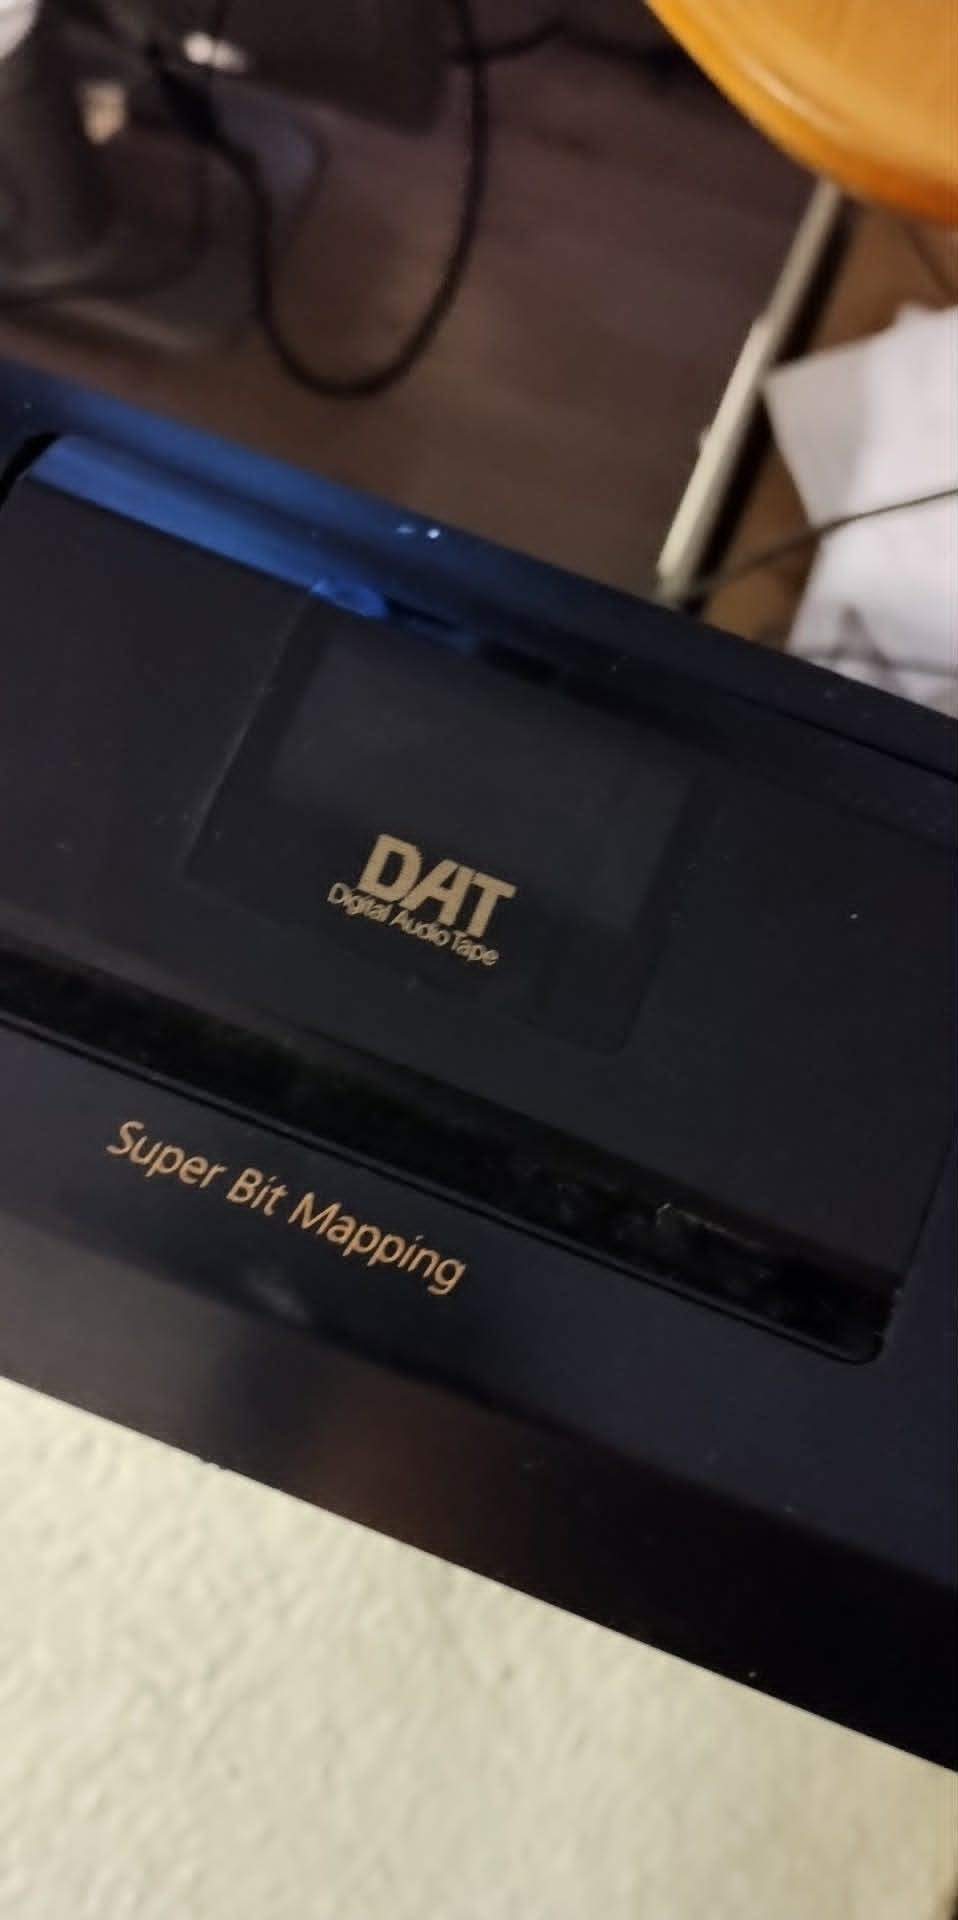 DAT
Digital Audio Tape
Super Bit Mapping